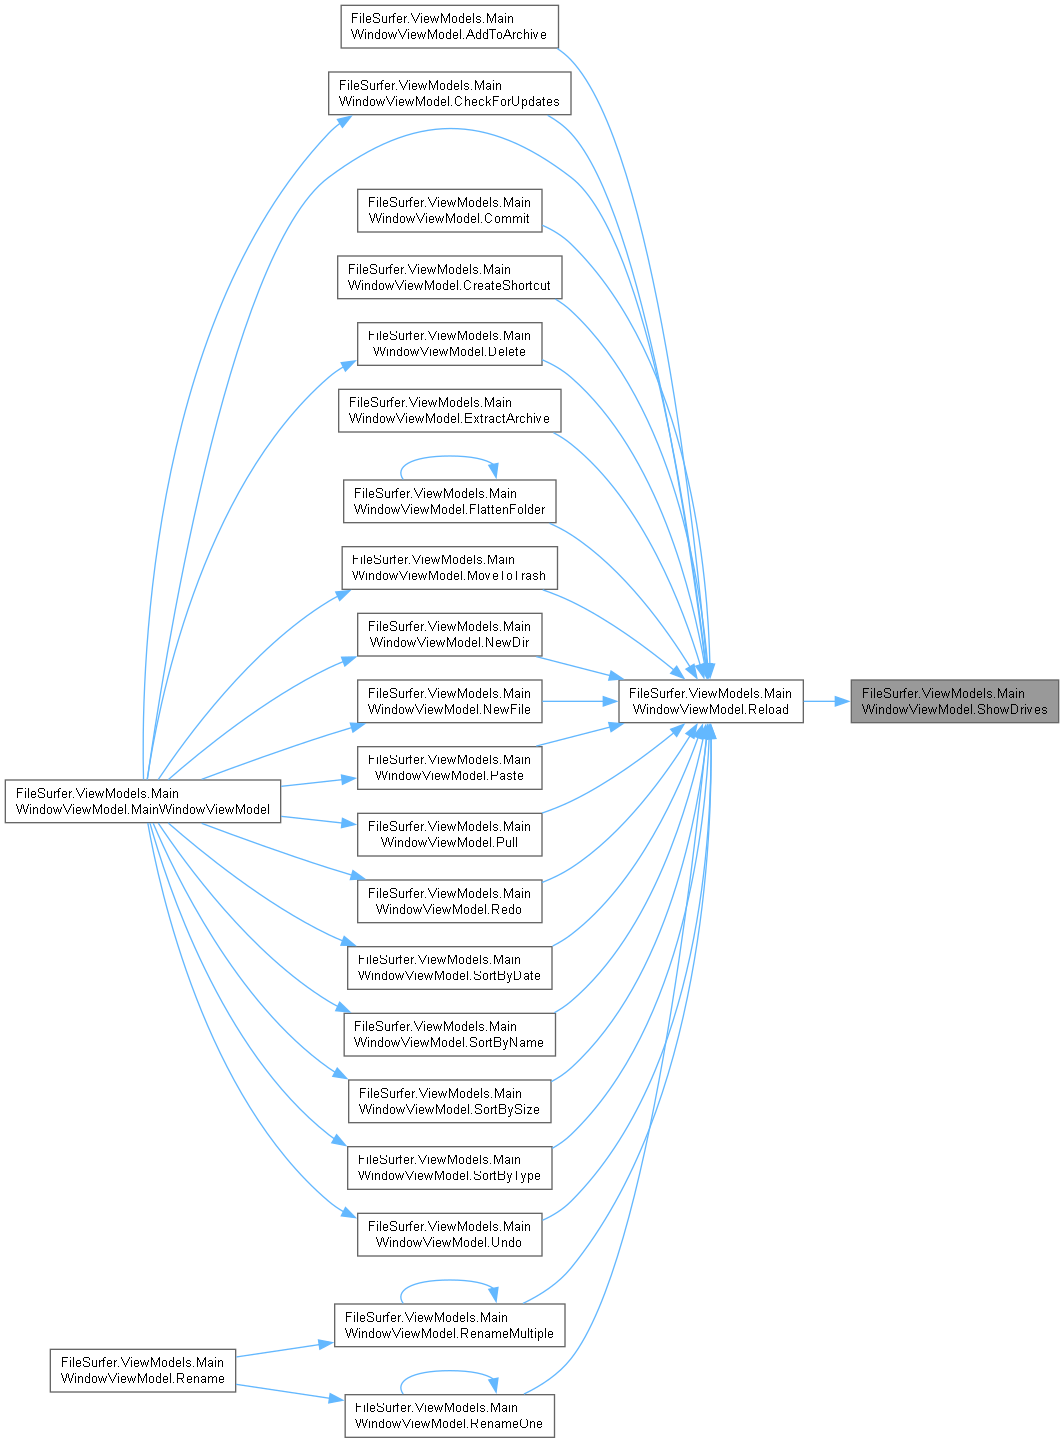 FileSurfer.ViewModels.Main
WindowViewModel.AddToArchive
FileSurfer.ViewModels.Main
WindowViewModel.CheckForUpdates
FileSurfer.ViewModels.Main
WindowViewModel.Commit
FileSurfer.ViewModels.Main
WindowViewModel.CreateShortcut
FileSurfer.ViewModels.Main
WindowViewModel.Delete
FileSurfer.ViewModels.Main
WindowViewModel.ExtractArchive
FileSurfer.ViewModels.Main
WindowViewModel.FlattenFolder
FileSurfer.ViewModels.Main
WindowViewModel.MoveToTrash
FileSurfer.ViewModels.Main
WindowViewModel.NewDir
FileSurfer.ViewModels.Main
WindowViewModel.NewFile
FileSurfer.ViewModels.Main
WindowViewModel.Reload
FileSurfer.ViewModels.Main
WindowViewModel.ShowDrives
FileSurfer.ViewModels.Main
WindowViewModel.Paste
FileSurfer.ViewModels.Main
WindowViewModel.MainWindowViewModel
FileSurfer.ViewModels.Main
WindowViewModel.Pull
FileSurfer.ViewModels.Main
WindowViewModel.Redo
FileSurfer.ViewModels.Main
WindowViewModel.SortByDate
FileSurfer.ViewModels.Main
WindowViewModel.SortByName
FileSurfer.ViewModels.Main
WindowViewModel.SortBySize
FileSurfer.ViewModels.Main
WindowViewModel.SortByType
FileSurfer.ViewModels.Main
WindowViewModel.Undo
FileSurfer.ViewModels.Main
WindowViewModel.RenameMultiple
FileSurfer.ViewModels.Main
WindowViewModel.Rename
FileSurfer.ViewModels.Main
WindowViewModel.RenameOne